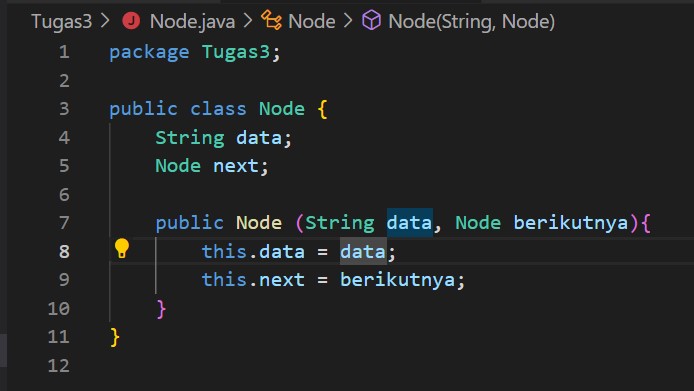 Tugas3 > J Node.java > Node > Node(String, Node)
1 package Tugas3;
2
3 public class Node {
4     String data;
5     Node next;
6
7     public Node (String data, Node berikutnya){
8         this.data = data;
9         this.next = berikutnya;
10     }
11 }
12